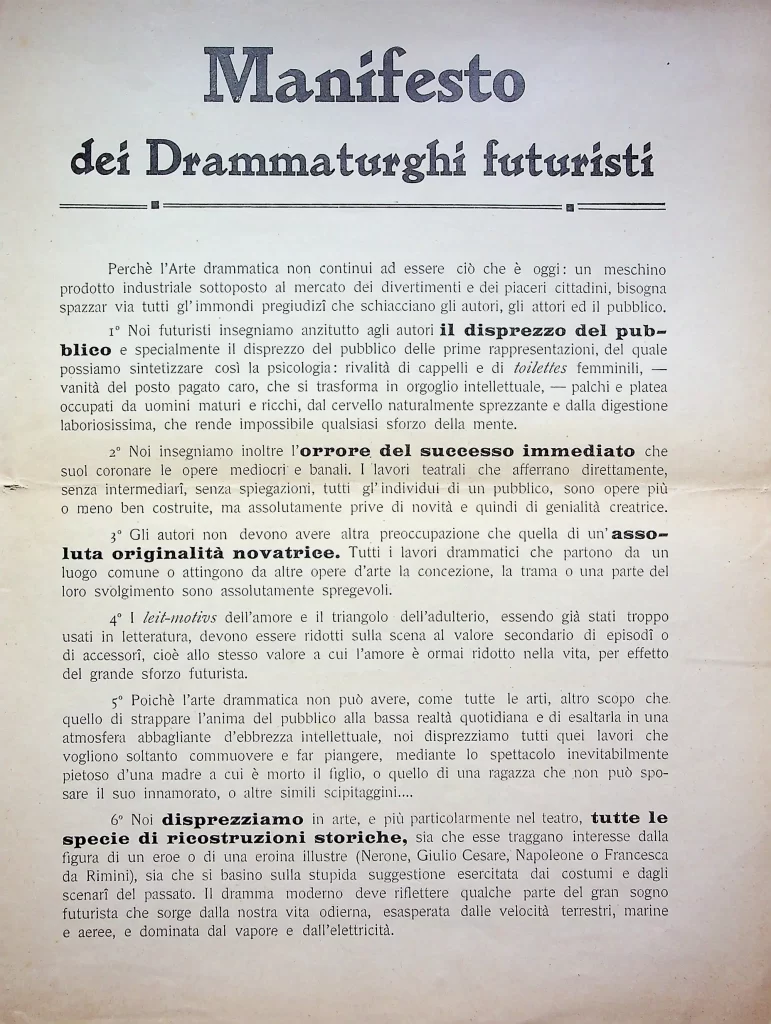 Manifesto
dei Drammaturghi futuristi
Perchè l'Arte drammatica non continui ad essere ciò che è oggi: un meschino
prodotto industriale sottoposto al mercato dei divertimenti e dei piaceri cittadini, bisogna
spazzar via tutti gl'immondi pregiudizî che schiacciano gli autori, gli attori ed il pubblico.
1º Noi futuristi insegniamo anzitutto agli autori il disprezzo del pub-
blico e specialmente il disprezzo del pubblico delle prime rappresentazioni, del quale
possiamo sintetizzare così la psicologia: rivalità di cappelli e di toilettes femminili, —
vanità del posto pagato caro, che si trasforma in orgoglio intellettuale, — palchi e platea
occupati da uomini maturi e ricchi, dal cervello naturalmente sprezzante e dalla digestione
laboriosissima, che rende impossibile qualsiasi sforzo della mente.
2º Noi insegniamo inoltre l'orrore del successo immediato che
suol coronare le opere mediocri e banali. I lavori teatrali che afferrano direttamente,
senza intermediarî, senza spiegazioni, tutti gl'individui di un pubblico, sono opere più
o meno ben costruite, ma assolutamente prive di novità e quindi di genialità creatrice.
3º Gli autori non devono avere altra preoccupazione che quella di un'asso-
luta originalità novatrice. Tutti i lavori drammatici che partono da un
luogo comune o attingono da altre opere d'arte la concezione, la trama o una parte del
loro svolgimento sono assolutamente spregevoli.
4º I leit-motivs dell'amore e il triangolo dell'adulterio, essendo già stati troppo
usati in letteratura, devono essere ridotti sulla scena al valore secondario di episodî o
di accessorî, cioè allo stesso valore a cui l'amore è ormai ridotto nella vita, per effetto
del grande sforzo futurista.
5º Poichè l'arte drammatica non può avere, come tutte le arti, altro scopo che
quello di strappare l'anima del pubblico alla bassa realtà quotidiana e di esaltarla in una
atmosfera abbagliante d'ebbrezza intellettuale, noi disprezziamo tutti quei lavori che
vogliono soltanto commuovere e far piangere, mediante lo spettacolo inevitabilmente
pietoso d'una madre a cui è morto il figlio, o quello di una ragazza che non può spo-
sare il suo innamorato, o altre simili scipitaggini....
6º Noi disprezziamo in arte, e più particolarmente nel teatro, tutte le
specie di ricostruzioni storiche, sia che esse traggano interesse dalla
figura di un eroe o di una eroina illustre (Nerone, Giulio Cesare, Napoleone o Francesca
da Rimini), sia che si basino sulla stupida suggestione esercitata dai costumi e dagli
scenarî del passato. Il dramma moderno deve riflettere qualche parte del gran sogno
futurista che sorge dalla nostra vita odierna, esasperata dalle velocità terrestri, marine
e aeree, e dominata dal vapore e dall'elettricità.